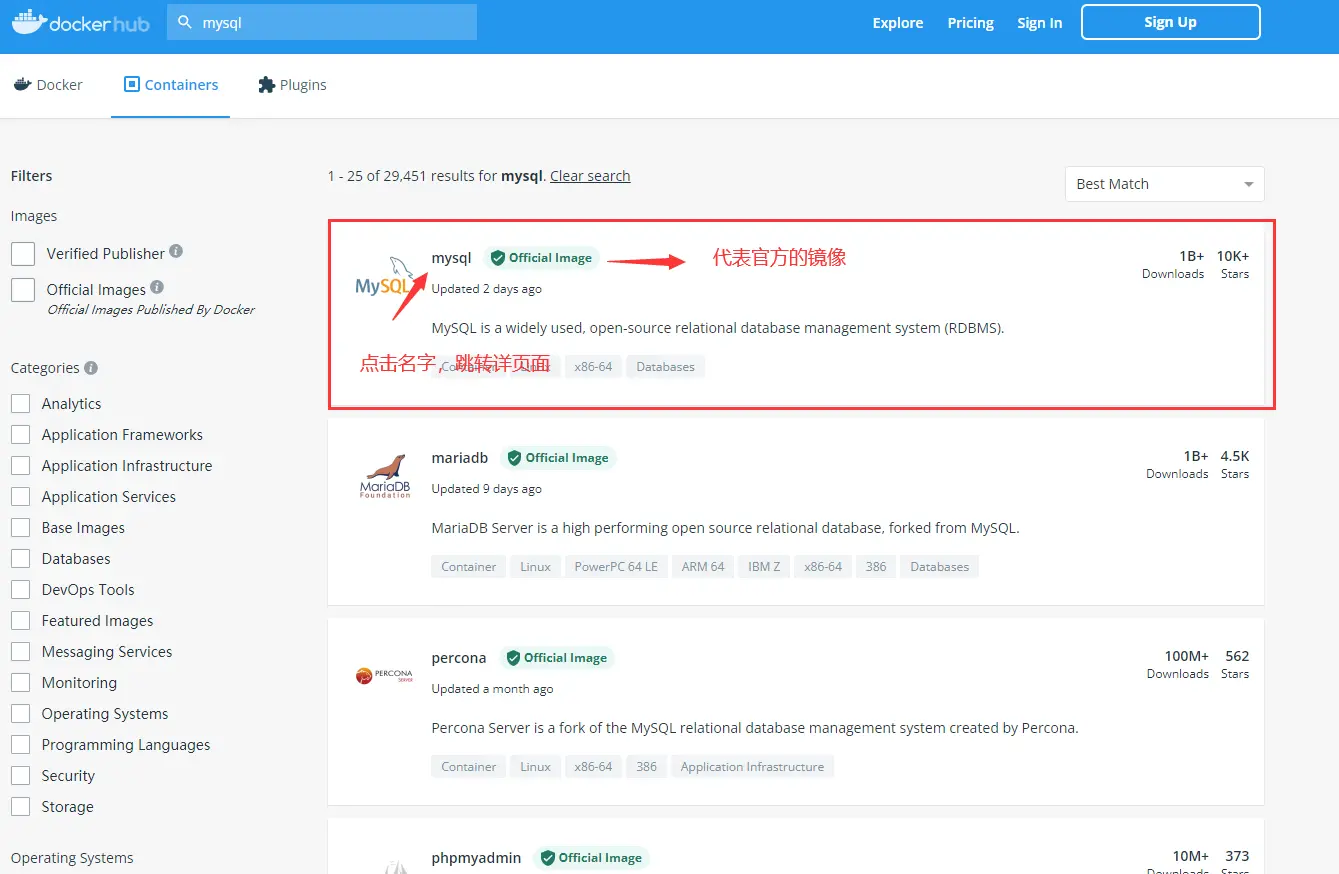 docker hub
mysql
Explore
Pricing
Sign In
Sign Up
Docker
Containers
Plugins
Filters
Images
Verified Publisher
Official Images
Official Images Published By Docker
Categories
Analytics
Application Frameworks
Application Infrastructure
Application Services
Base Images
Databases
DevOps Tools
Featured Images
Messaging Services
Monitoring
Operating Systems
Programming Languages
Security
Storage
Operating Systems
1 - 25 of 29,451 results for mysql. Clear search
Best Match
MySQL
mysql
Official Image
代表官方的镜像
1B+ 10K+
Downloads Stars
Updated 2 days ago
MySQL is a widely used, open-source relational database management system (RDBMS).
点击名字，跳转洋页面
x86-64
Databases
MariaDB
Foundation
mariadb
Official Image
1B+ 4.5K
Downloads Stars
Updated 9 days ago
MariaDB Server is a high performing open source relational database, forked from MySQL.
Container
Linux
PowerPC 64 LE
ARM 64
IBM Z
x86-64
386
Databases
PERCONA
percona
Official Image
100M+ 562
Downloads Stars
Updated a month ago
Percona Server is a fork of the MySQL relational database management system created by Percona.
Container
Linux
x86-64
386
Application Infrastructure
phpmyadmin
Official Image
10M+ 373
Downloads Stars